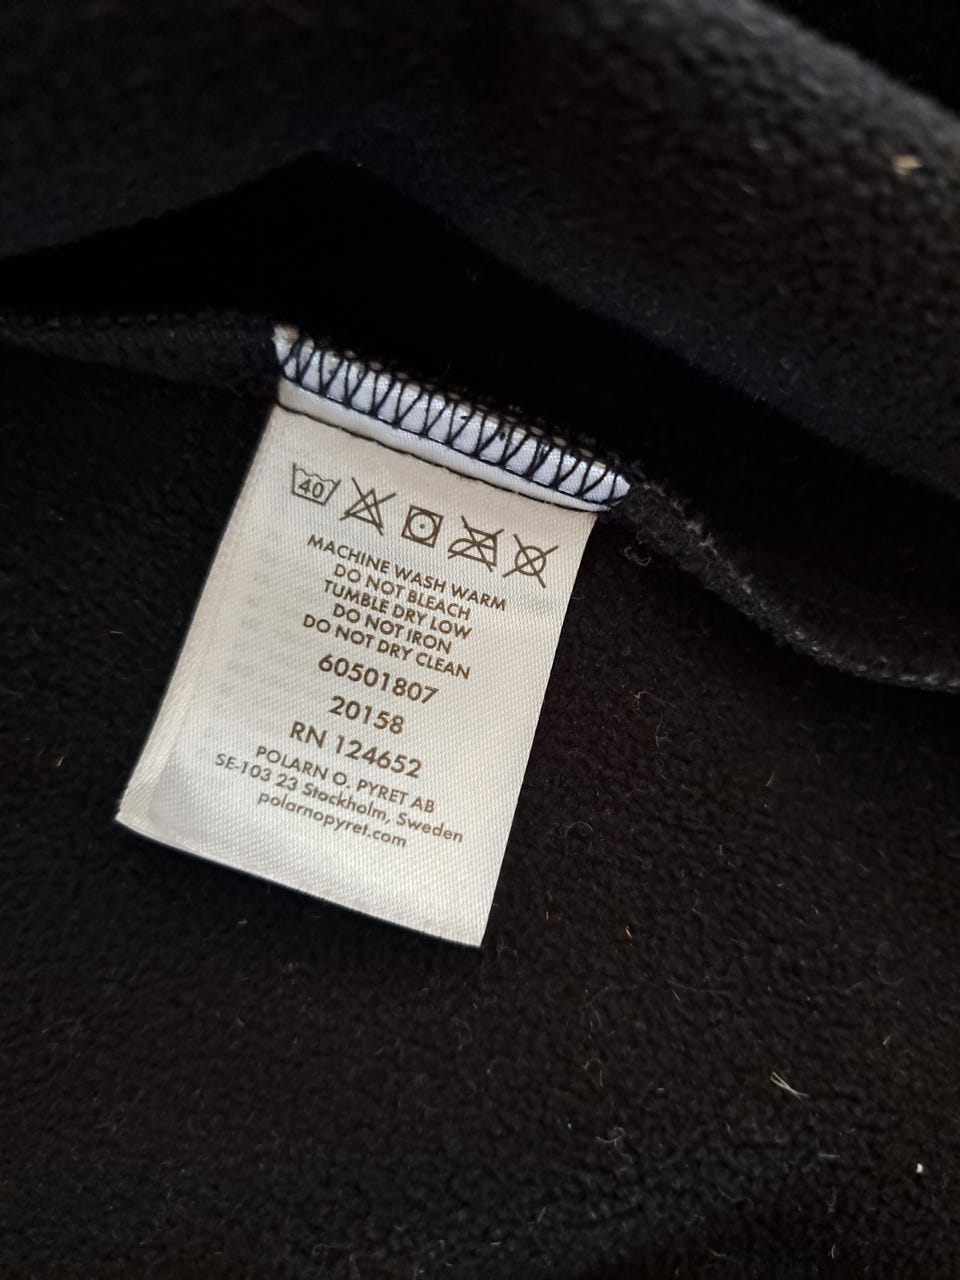 40
MACHINE WASH WARM
DO NOT BLEACH
TUMBLE DRY LOW
DO NOT IRON
DO NOT DRY CLEAN
60501807
20158
RN 124652
POLARN O. PYRET AB
SE-103 23 Stockholm, Sweden
polarnopyret.com